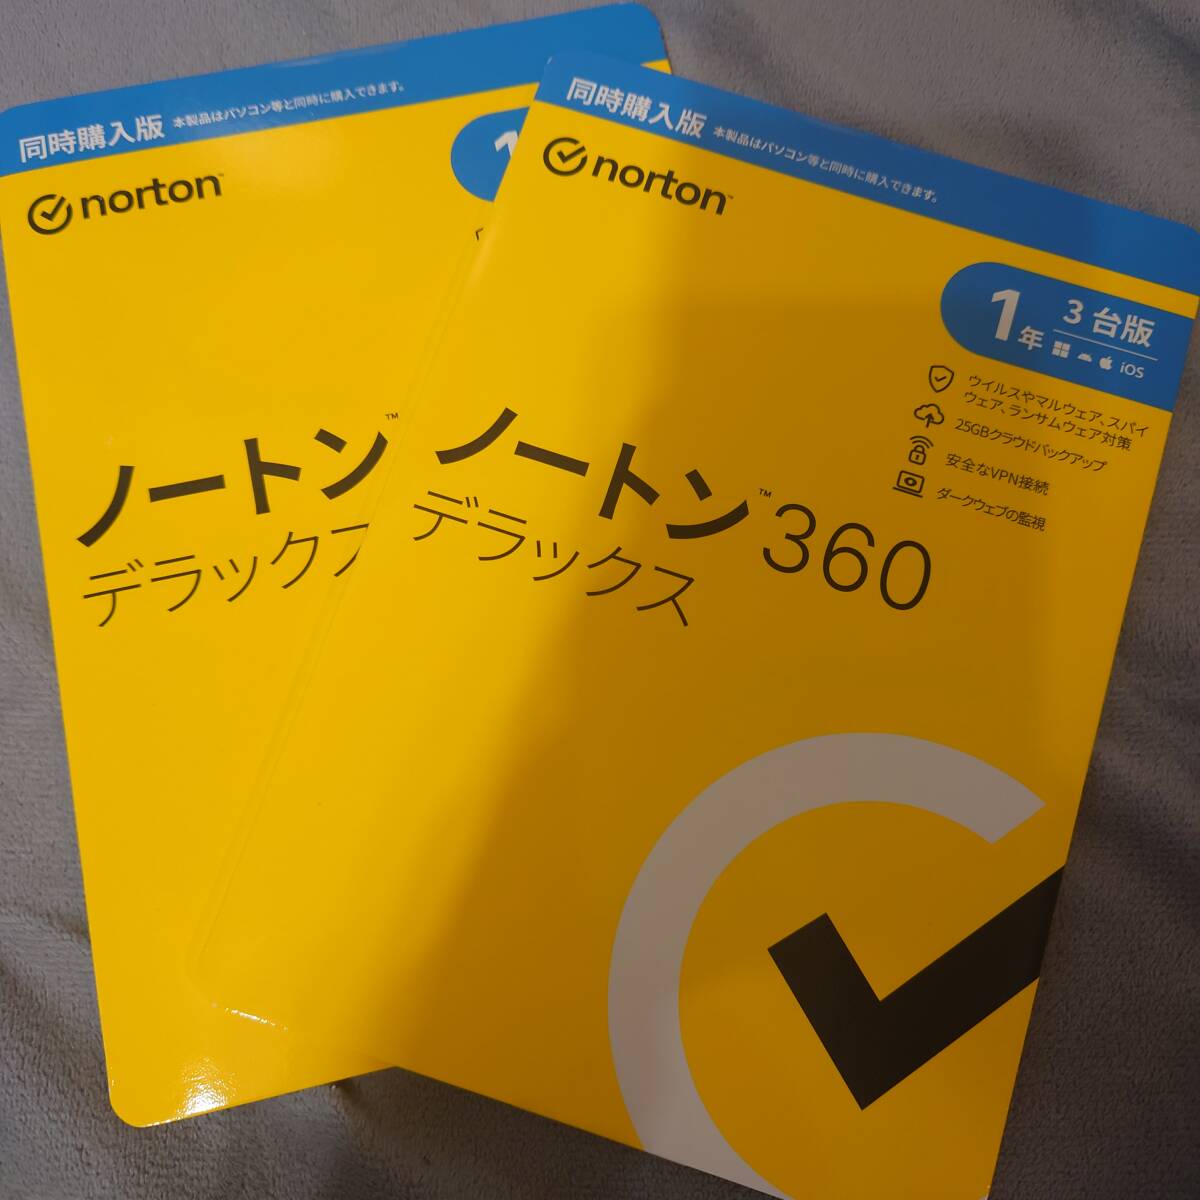 同時購入版 本製品はパソコン等と同時に購入できます。
norton
1
ノートン™
デラックス
同時購入版 本製品はパソコン等と同時に購入できます。
norton™
1年 3台版
iOS
ウイルスやマルウェア、スパイ
ウェア、ランサムウェア対策
25GBクラウドバックアップ
安全なVPN接続
ダークウェブの監視
ノートン™ 360
デラックス